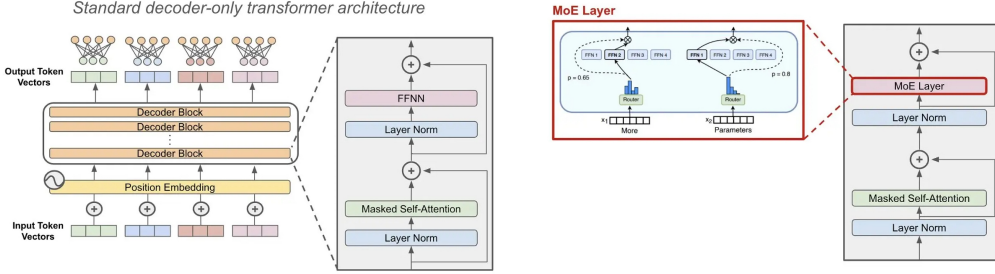 Standard decoder-only transformer architecture
Output Token
Vectors
Decoder Block
Decoder Block
Decoder Block
Position Embedding
Input Token
Vectors
FFNN
Layer Norm
Masked Self-Attention
Layer Norm
MoE Layer
FFN 1 FFN 2 FFN 3 FFN 4
FFN 1 FFN 2 FFN 3 FFN 4
p = 0.65
p = 0.8
Router
Router
x1
More
x2
Parameters
MoE Layer
Layer Norm
Masked Self-Attention
Layer Norm